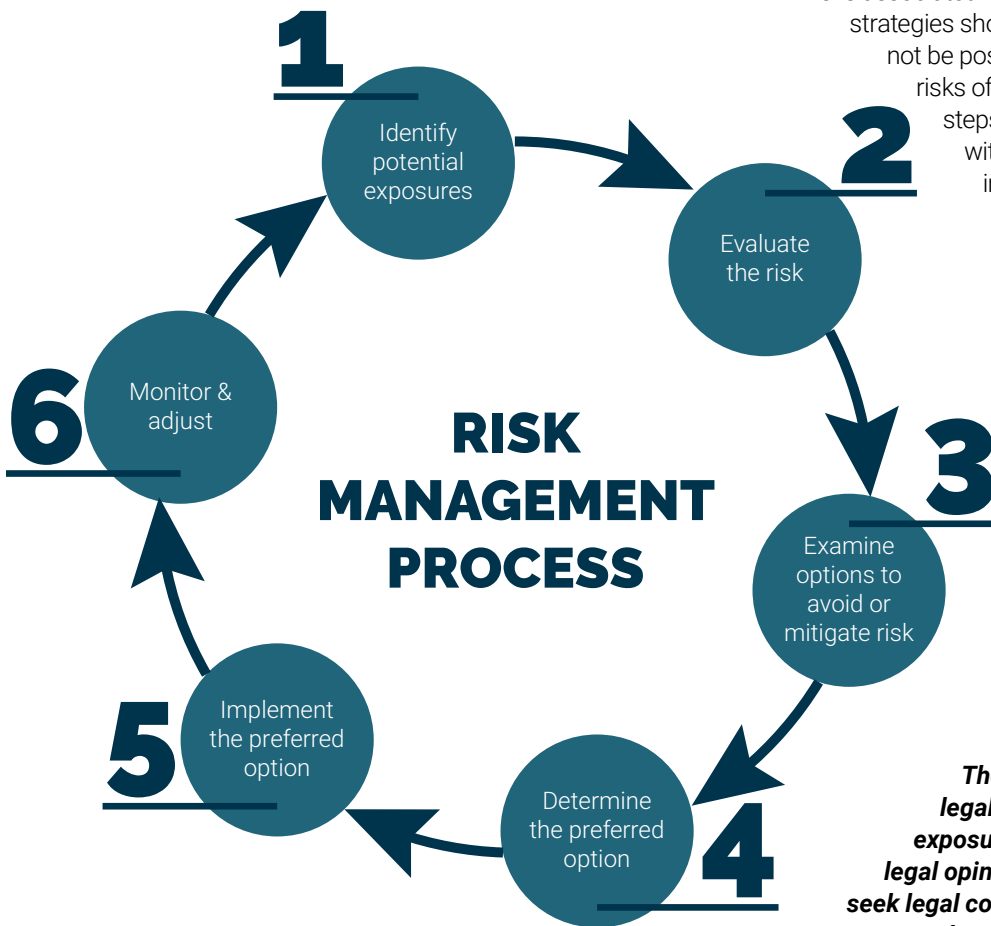 strategies sho
not be pos
risks of
steps
wit
1
Identify
potential
exposures
2
Evaluate
the risk
3
Examine
options to
avoid or
mitigate risk
4
Determine
the preferred
option
5
Implement
the preferred
option
6
Monitor &
adjust
RISK
MANAGEMENT
PROCESS
Th
legal
exposu
legal opin
seek legal co